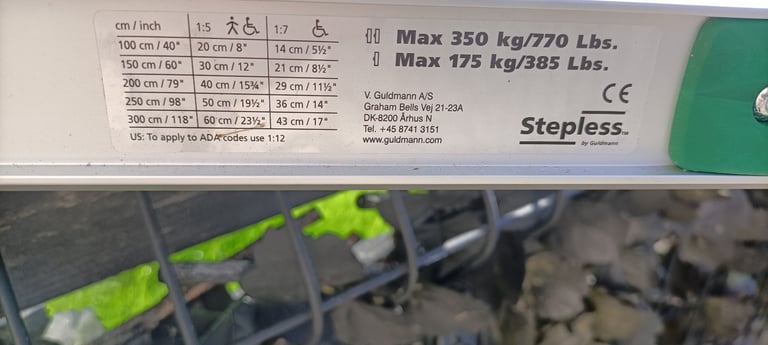 cm / inch 1:5 1:7
100 cm / 40" 20 cm / 8" 14 cm / 5½"
150 cm / 60" 30 cm / 12" 21 cm / 8½"
200 cm / 79" 40 cm / 15¾" 29 cm / 11½"
250 cm / 98" 50 cm / 19½" 36 cm / 14"
300 cm / 118" 60 cm / 23½" 43 cm / 17"
US: To apply to ADA codes use 1:12
Max 350 kg/770 Lbs.
Max 175 kg/385 Lbs.
V. Guldmann A/S
Graham Bells Vej 21-23A
DK-8200 Århus N
Tel. +45 8741 3151
www.guldmann.com
CE
Stepless™
by Guldmann